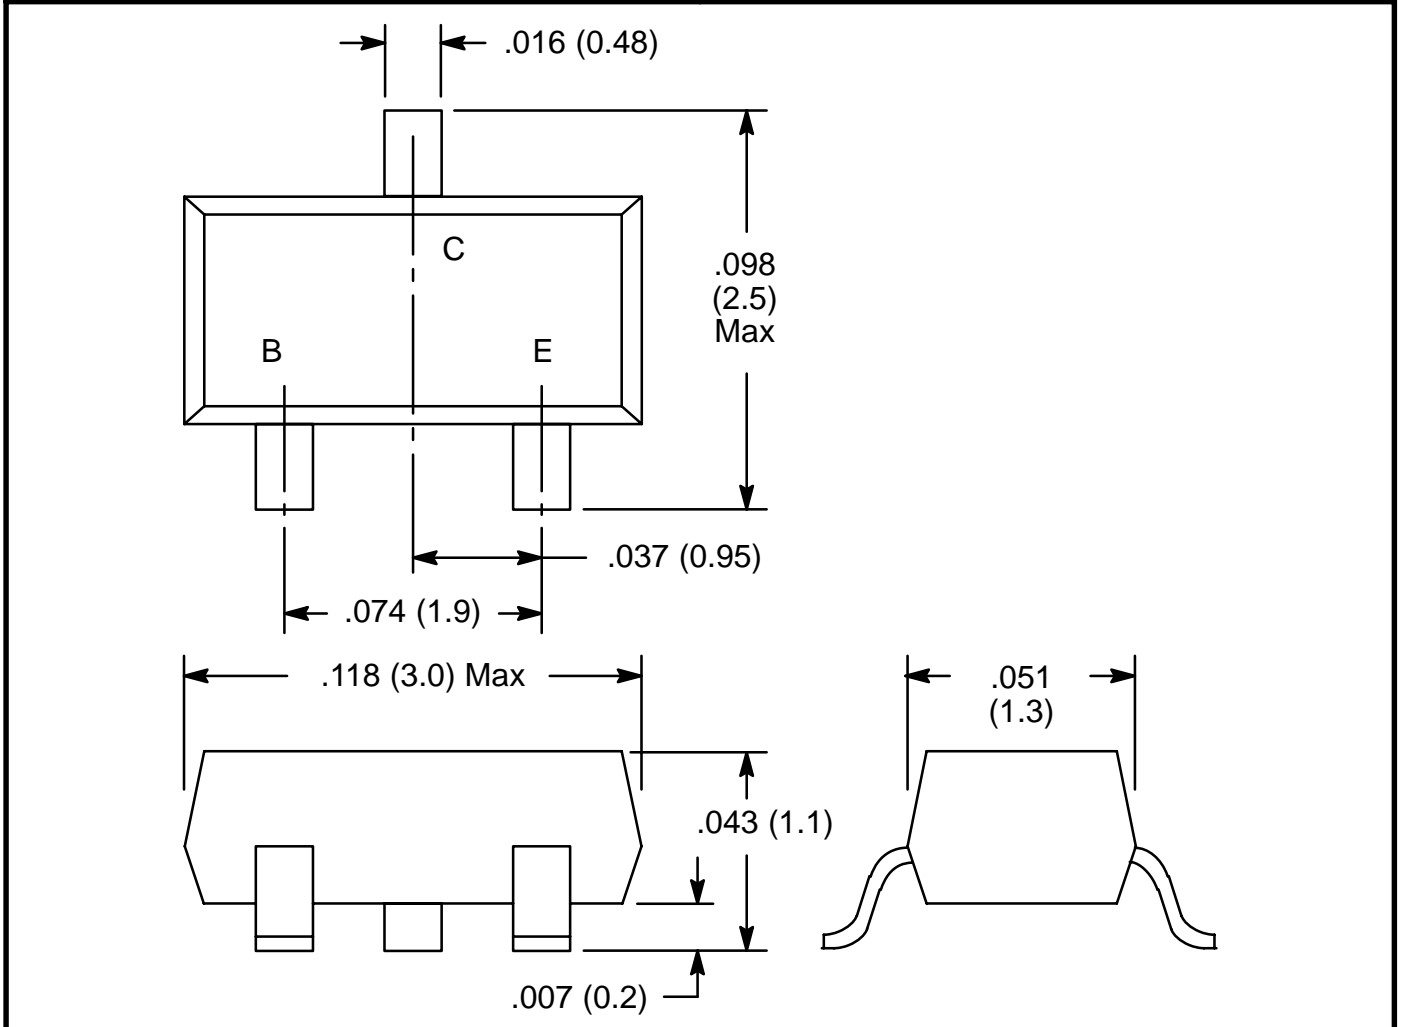 .016 (0.48)
C
.098
(2.5)
Max
B
E
.037 (0.95)
.074 (1.9)
.118 (3.0) Max
.051
(1.3)
.043 (1.1)
.007 (0.2)